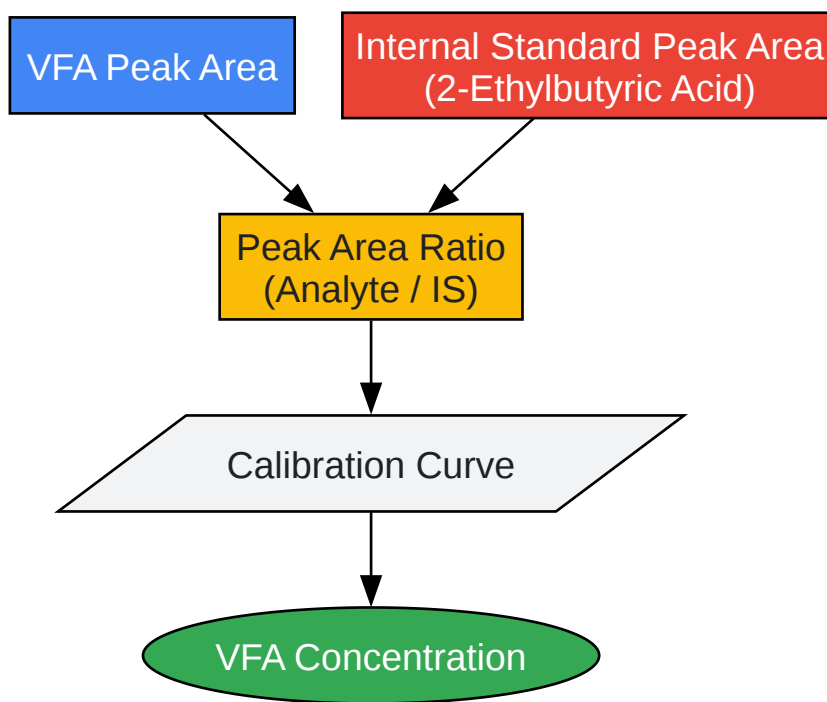 VFA Peak Area
Internal Standard Peak Area
(2-Ethylbutyric Acid)
Peak Area Ratio
(Analyte / IS)
Calibration Curve
VFA Concentration